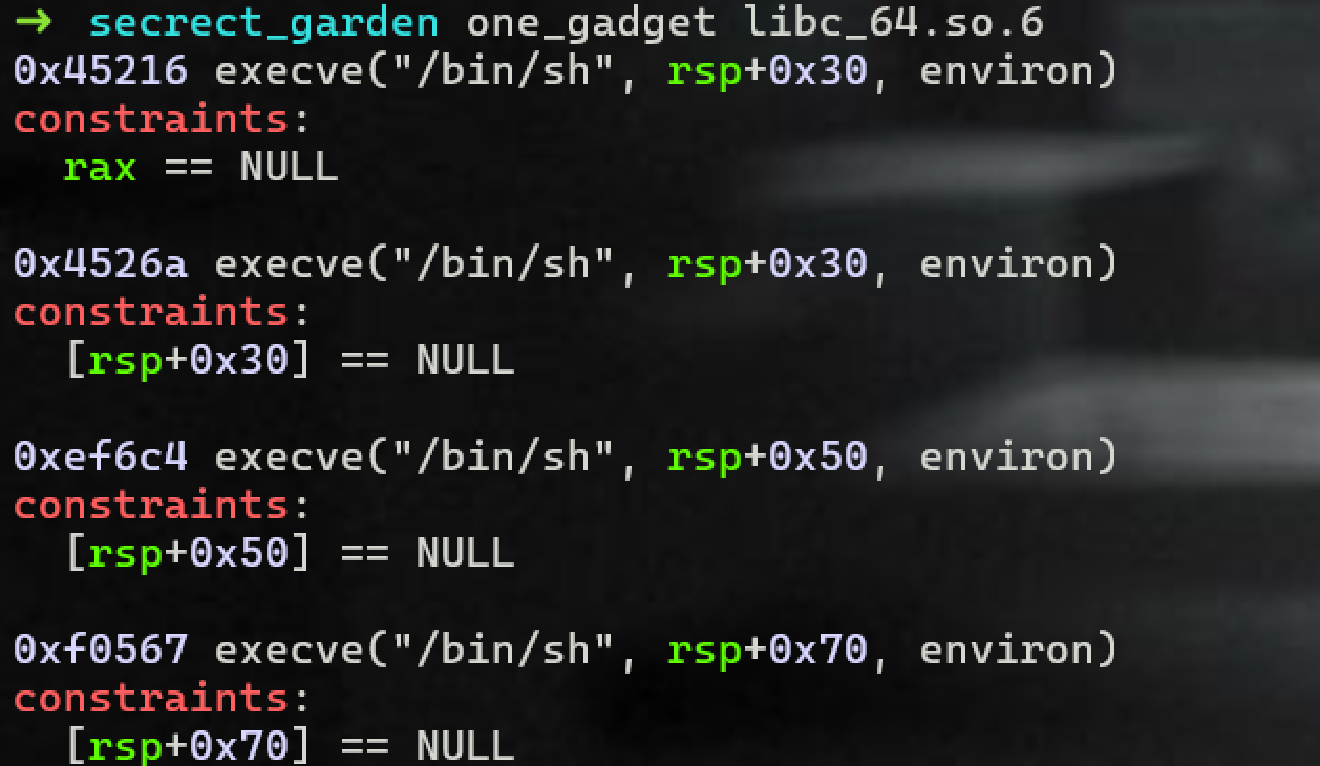 → secrect_garden one_gadget libc_64.so.6
0x45216 execve("/bin/sh", rsp+0x30, environ)
constraints:
  rax == NULL

0x4526a execve("/bin/sh", rsp+0x30, environ)
constraints:
  [rsp+0x30] == NULL

0xef6c4 execve("/bin/sh", rsp+0x50, environ)
constraints:
  [rsp+0x50] == NULL

0xf0567 execve("/bin/sh", rsp+0x70, environ)
constraints:
  [rsp+0x70] == NULL